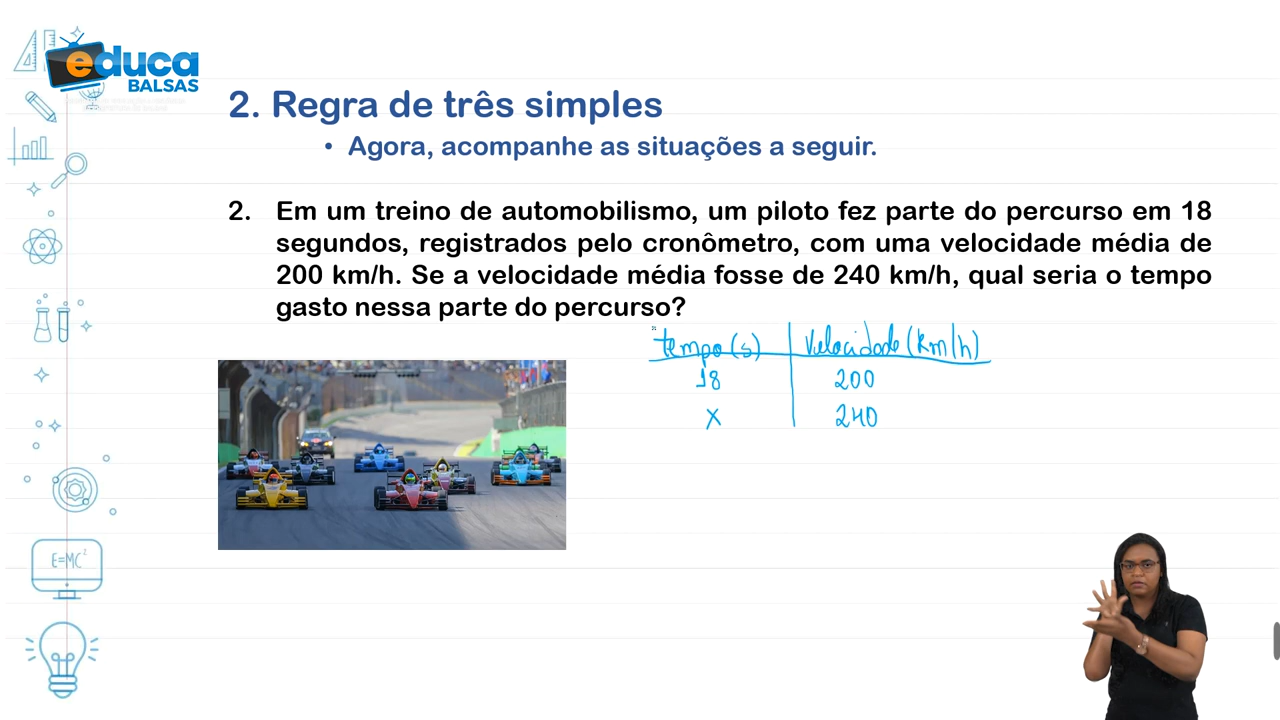 educa
BALSAS
2. Regra de três simples
• Agora, acompanhe as situações a seguir.
2. Em um treino de automobilismo, um piloto fez parte do percurso em 18
segundos, registrados pelo cronômetro, com uma velocidade média de
200 km/h. Se a velocidade média fosse de 240 km/h, qual seria o tempo
gasto nessa parte do percurso?
tempo (s) velocidade (km/h)
18 200
x 240
E=MC²